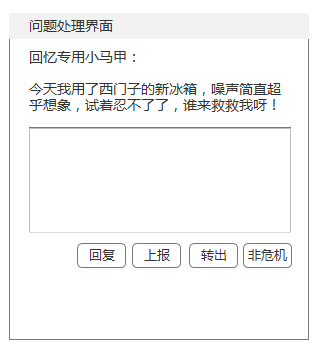 问题处理界面
回忆专用小马甲：
今天我用了西门子的新冰箱，噪声简直超
乎想象，试着忍不了了，谁来救救我呀！
回复 上报 转出 非危机